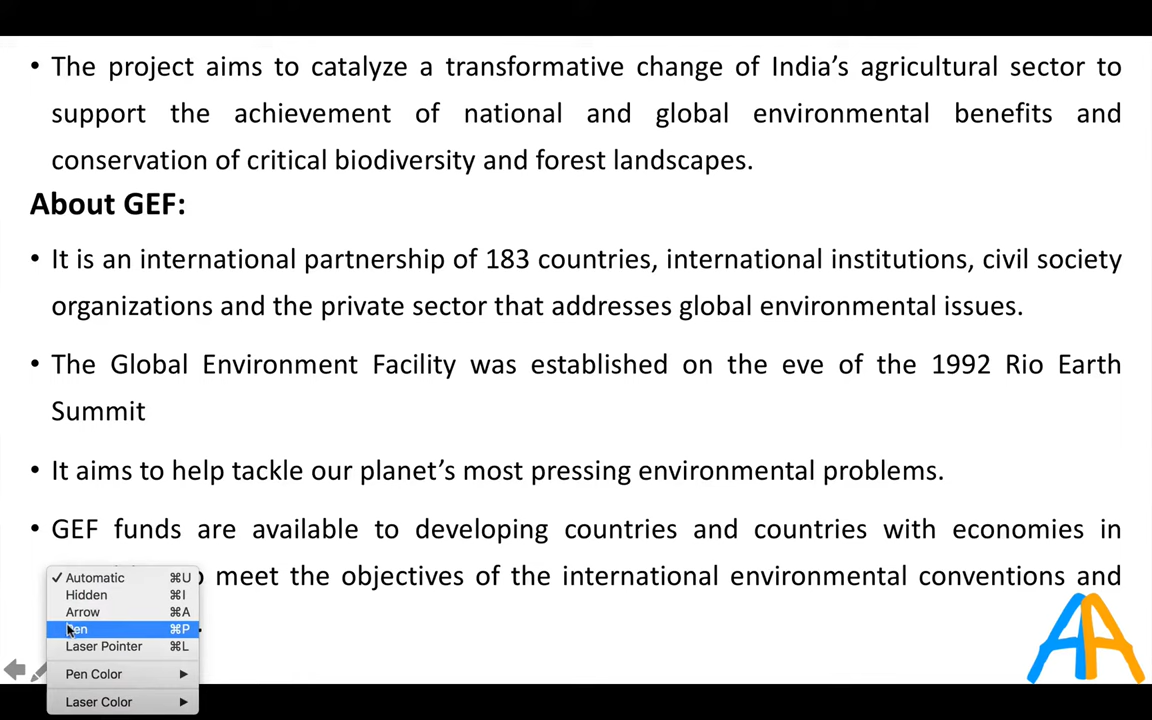 • The project aims to catalyze a transformative change of India’s agricultural sector to
support the achievement of national and global environmental benefits and
conservation of critical biodiversity and forest landscapes.
About GEF:
• It is an international partnership of 183 countries, international institutions, civil society
organizations and the private sector that addresses global environmental issues.
• The Global Environment Facility was established on the eve of the 1992 Rio Earth
Summit
• It aims to help tackle our planet’s most pressing environmental problems.
• GEF funds are available to developing countries and countries with economies in
meet the objectives of the international environmental conventions and
✓ Automatic ⌘U
Hidden ⌘I
Arrow ⌘A
Pen ⌘P
Laser Pointer ⌘L
Pen Color
Laser Color
AA